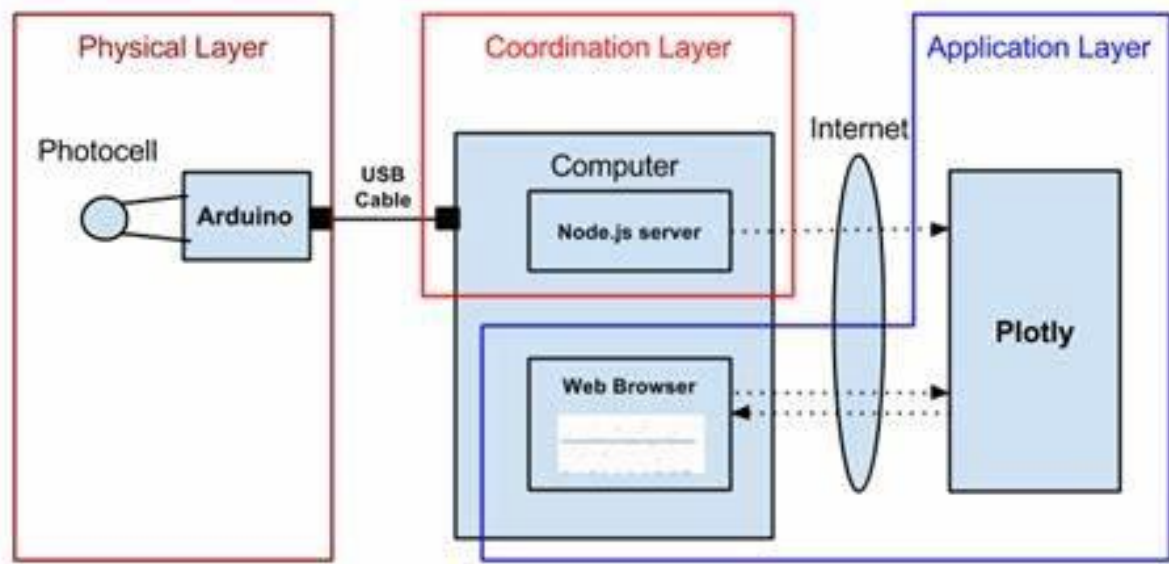 Physical Layer
Coordination Layer
Application Layer
Photocell
Arduino
USB
Cable
Computer
Node.js server
Internet
Plotly
Web Browser